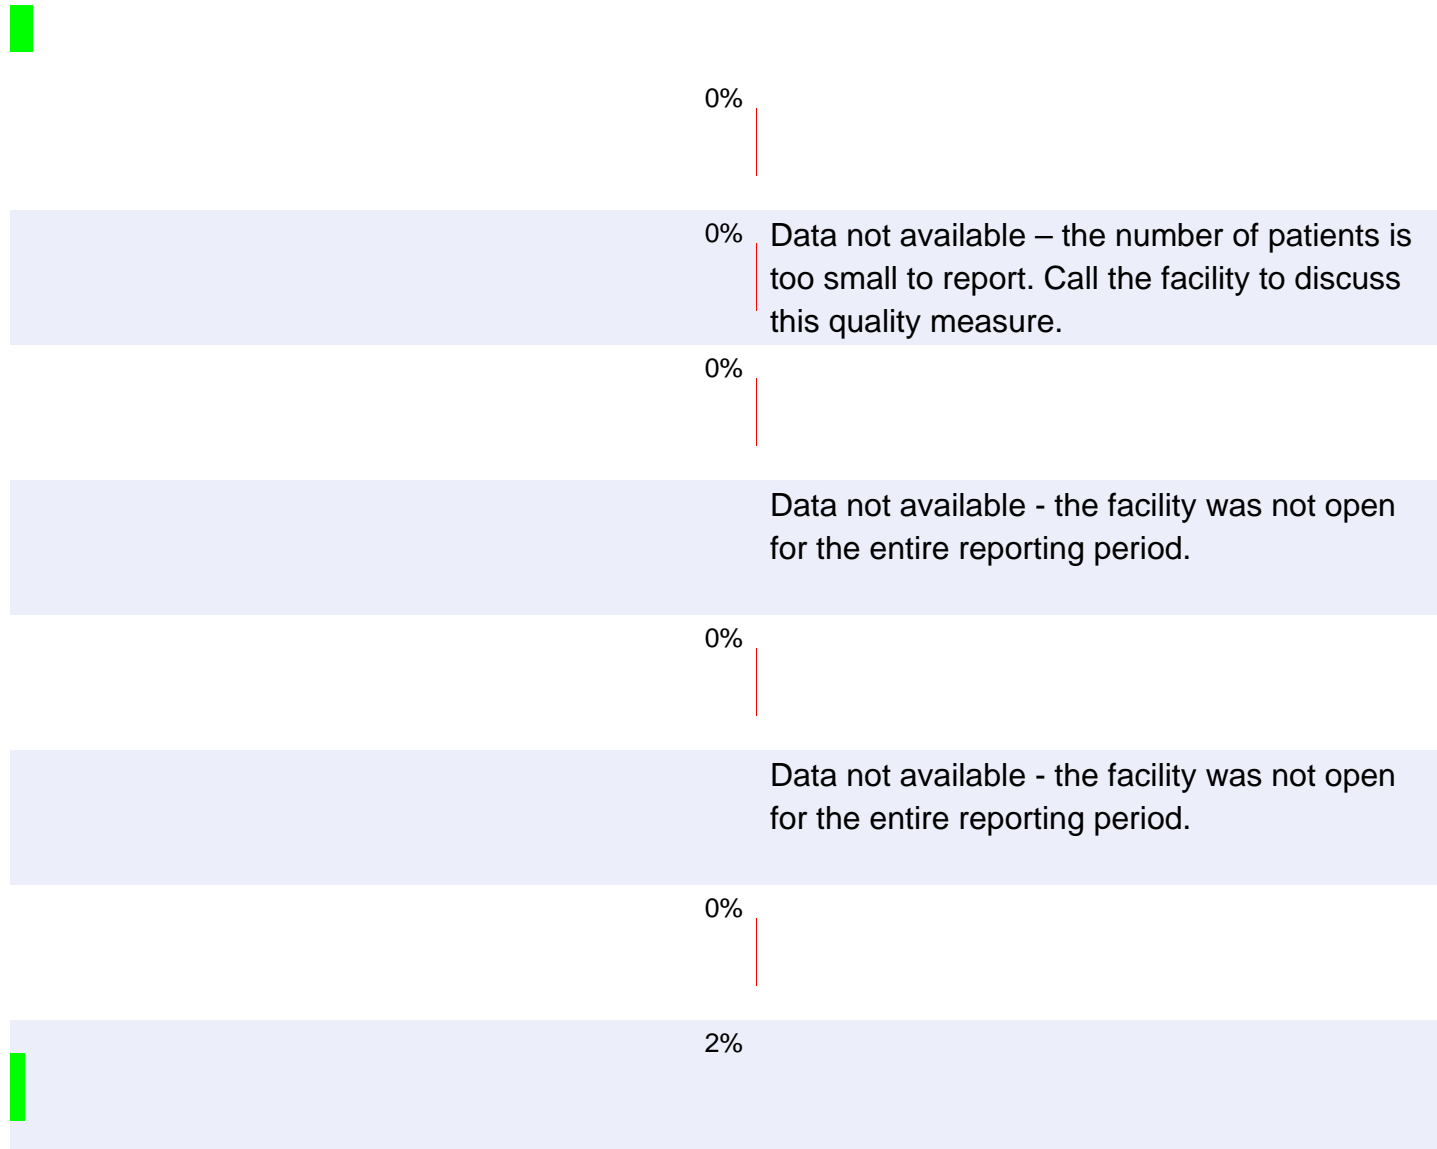 0%
0%
Data not available – the number of patients is
too small to report. Call the facility to discuss
this quality measure.
0%
Data not available - the facility was not open
for the entire reporting period.
0%
Data not available - the facility was not open
for the entire reporting period.
0%
2%